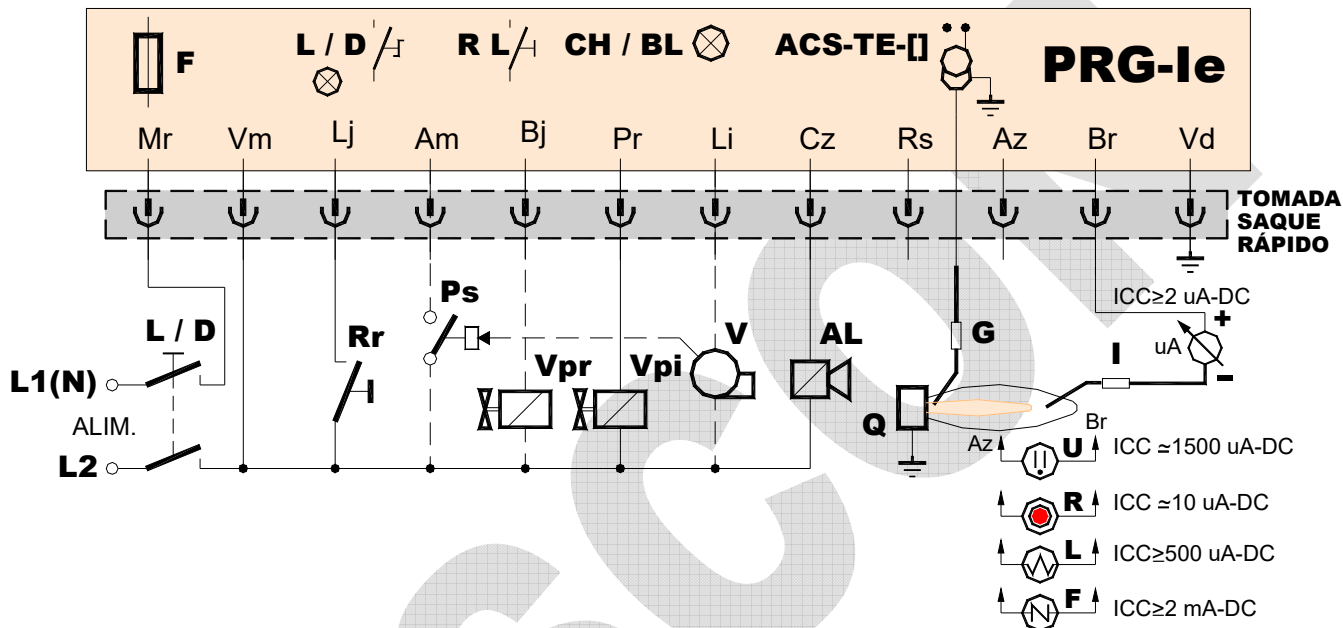 F
L / D
R L
CH / BL
ACS-TE-[]
PRG-Ie
Mr
Vm
Lj
Am
Bj
Pr
Li
Cz
Rs
Az
Br
Vd
TOMADA
SAQUE
RÁPIDO
L / D
L1(N)
ALIM.
L2
Rr
Ps
Vpr
Vpi
V
AL
G
Q
I
ICC≥2 uA-DC
+
uA
-
Az
Br
U
ICC ≃1500 uA-DC
R
ICC ≃10 uA-DC
L
ICC≥500 uA-DC
F
ICC≥2 mA-DC